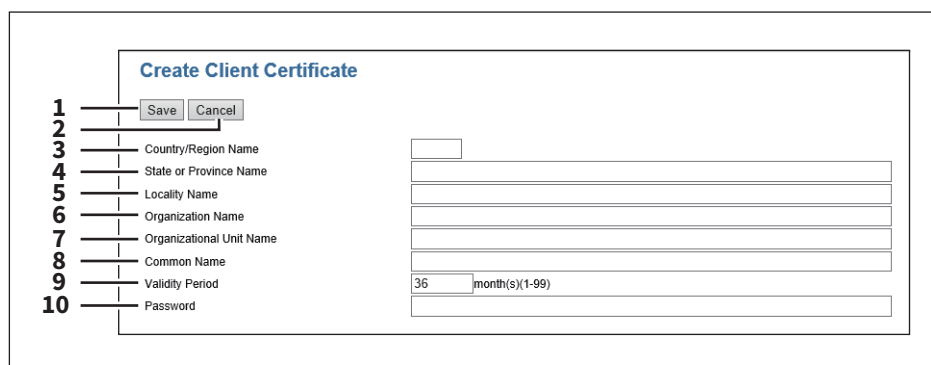 Create Client Certificate
1 Save Cancel
2
3 Country/Region Name
4 State or Province Name
5 Locality Name
6 Organization Name
7 Organizational Unit Name
8 Common Name
9 Validity Period 36 month(s)(1-99)
10 Password